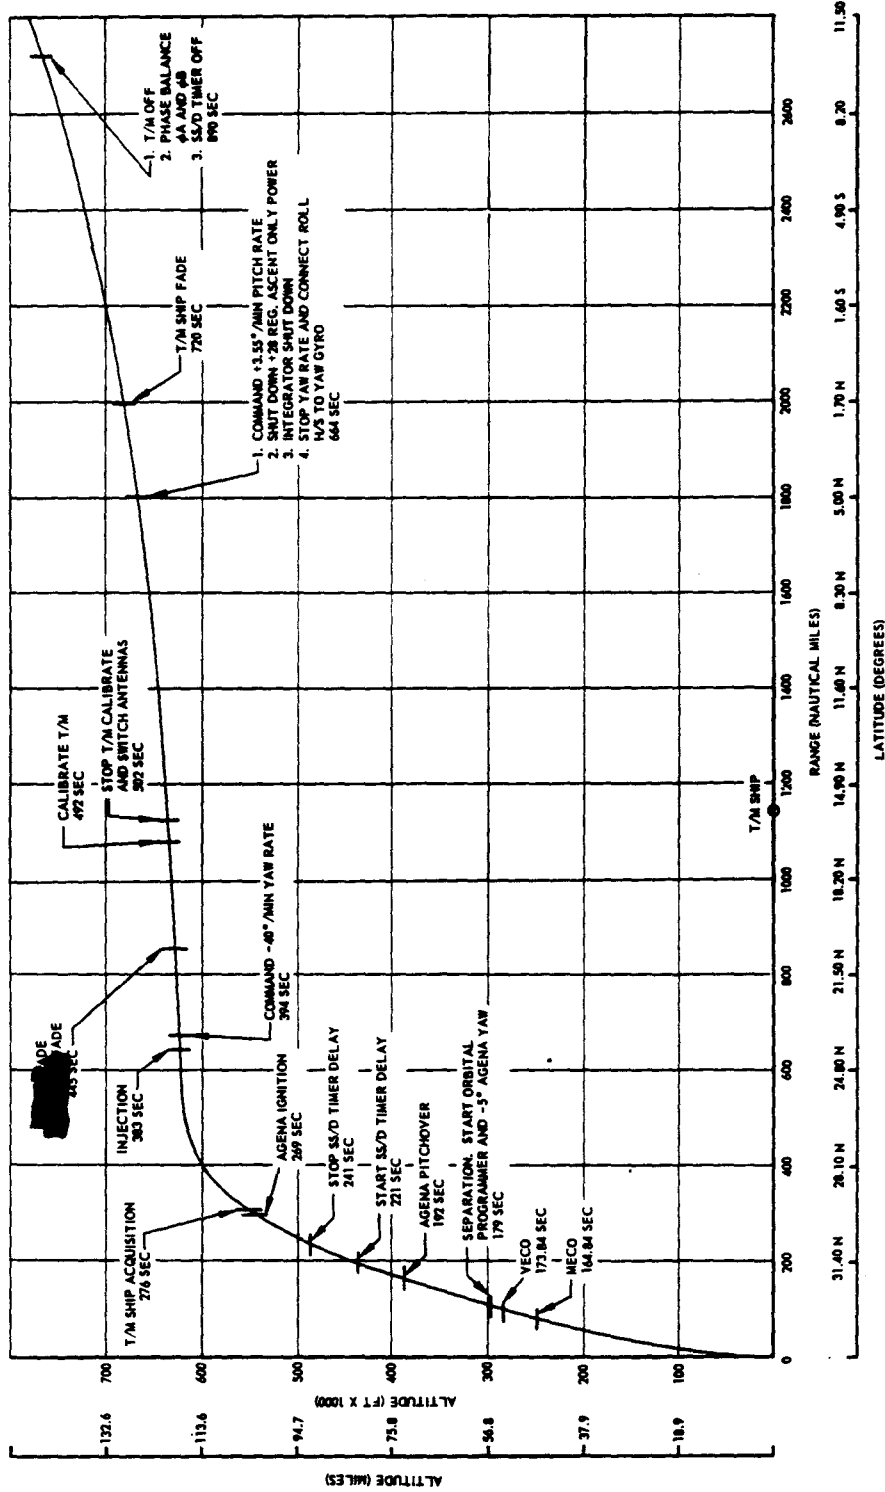 1. T/M OFF
2. PHASE BALANCE
ϕA AND ϕB
3. SS/D TIMER OFF
890 SEC
1. COMMAND +3.55°/MIN PITCH RATE
2. SHUT DOWN +28 REG. ASCENT ONLY POWER
3. INTEGRATOR SHUT DOWN
4. STOP YAW RATE AND CONNECT ROLL
H/S TO YAW GYRO
664 SEC
T/M SHIP FADE
720 SEC
CALIBRATE T/M
492 SEC
STOP T/M CALIBRATE
AND SWITCH ANTENNAS
502 SEC
COMMAND -40°/MIN YAW RATE
394 SEC
FADE
FADE
445 SEC
INJECTION
383 SEC
AGENA IGNITION
269 SEC
T/M SHIP ACQUISITION
276 SEC
STOP SS/D TIMER DELAY
241 SEC
START SS/D TIMER DELAY
221 SEC
AGENA PITCHOVER
192 SEC
SEPARATION. START ORBITAL
PROGRAMMER AND -5° AGENA YAW
179 SEC
VECO
173.84 SEC
MECO
164.84 SEC
T/M SHIP
700
600
500
400
300
200
100
ALTITUDE (FT X 1000)
132.6
113.6
94.7
75.8
56.8
37.9
18.9
ALTITUDE (MILES)
0
200
400
600
800
1000
1200
1400
1600
1800
2000
2200
2400
2600
RANGE (NAUTICAL MILES)
31.40 N
28.10 N
24.80 N
21.50 N
18.20 N
14.90 N
11.60 N
8.30 N
5.00 N
1.70 N
1.60 S
4.90 S
8.20
11.50
LATITUDE (DEGREES)